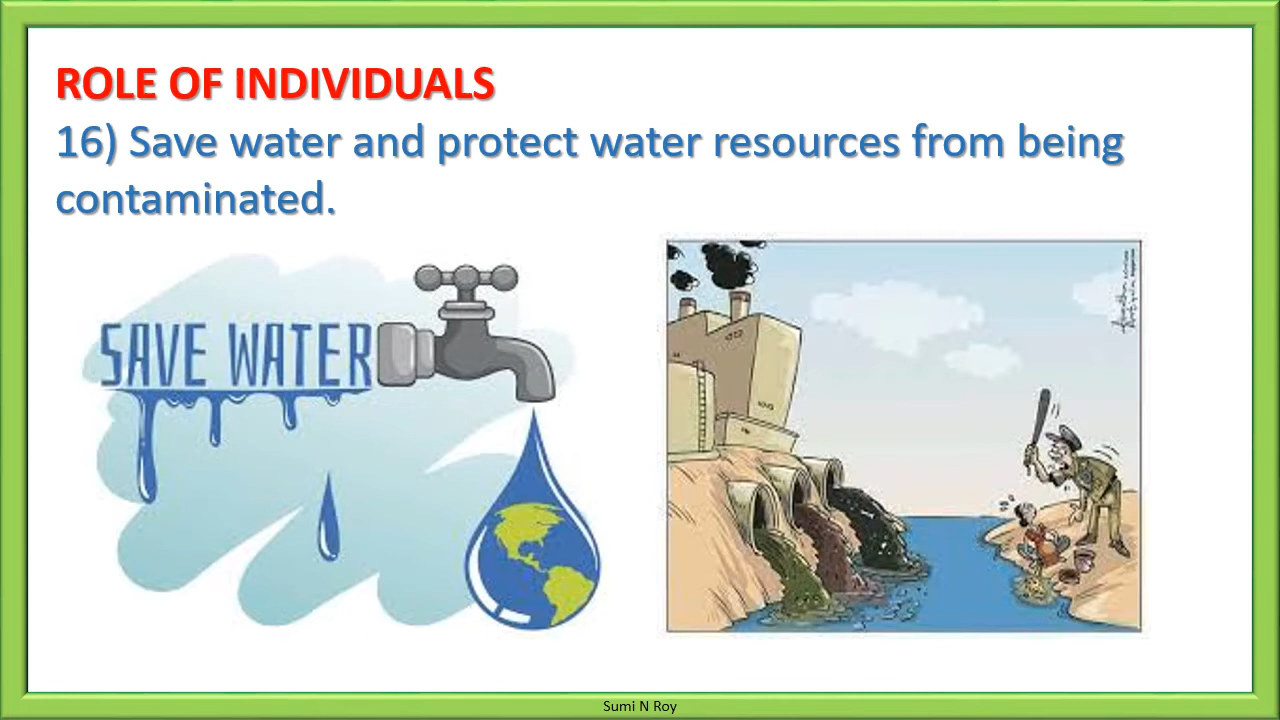 ROLE OF INDIVIDUALS
16) Save water and protect water resources from being
contaminated.
SAVE WATER
Sumi N Roy